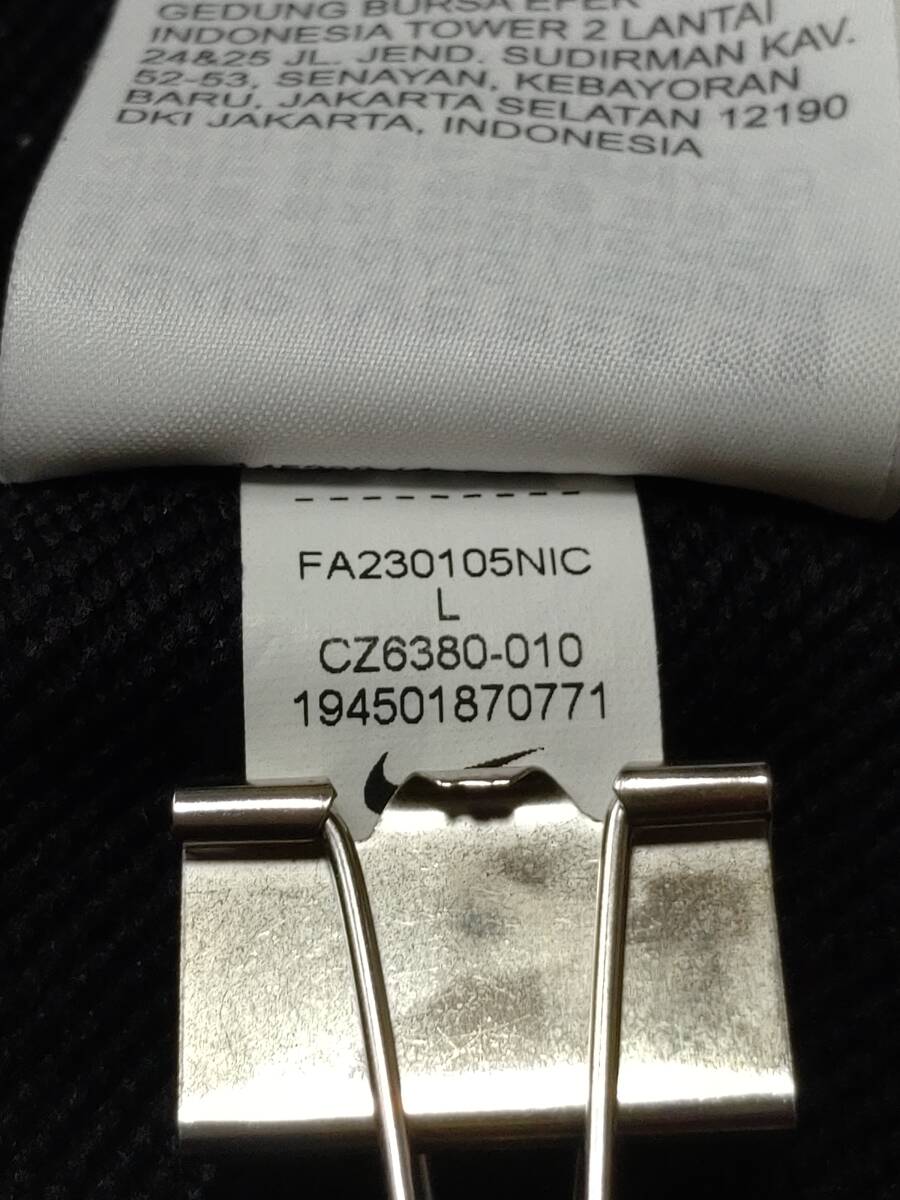 GEDUNG BURSA EFEK
INDONESIA TOWER 2 LANTAI
24&25 JL. JEND. SUDIRMAN KAV.
52-53, SENAYAN, KEBAYORAN
BARU, JAKARTA SELATAN 12190
DKI JAKARTA, INDONESIA
FA230105NIC
L
CZ6380-010
194501870771